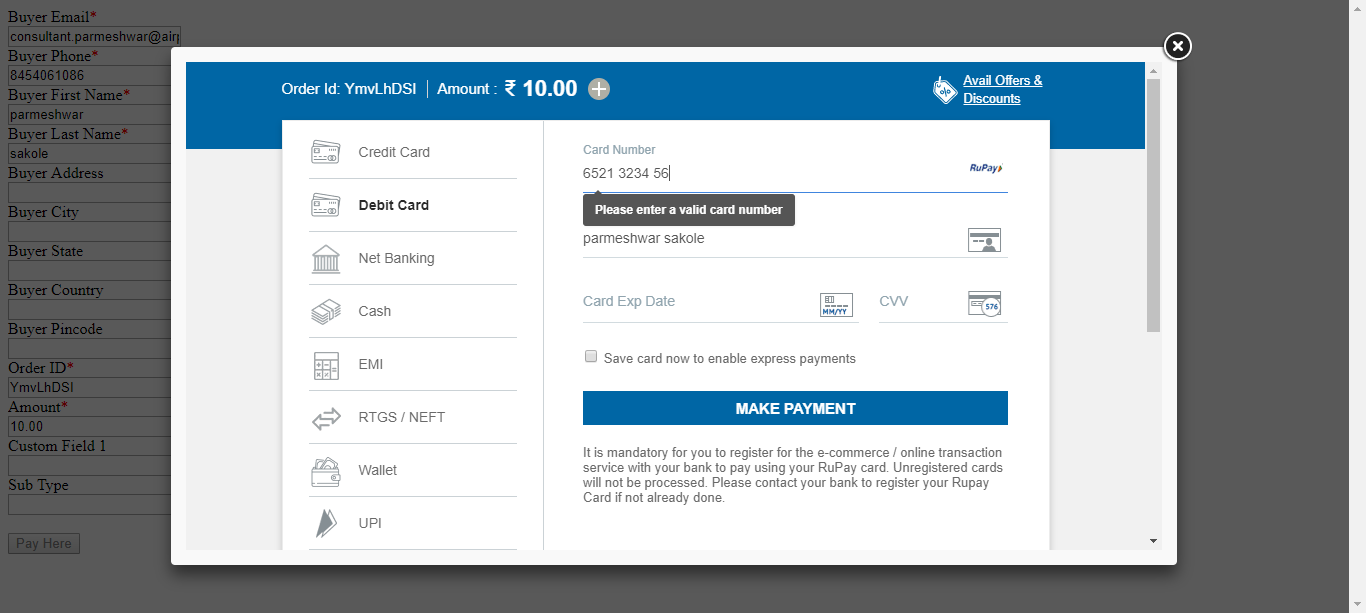 Buyer Email*
consultant.parmeshwar@air
Buyer Phone*
8454061086
Buyer First Name*
parmeshwar
Buyer Last Name*
sakole
Buyer Address
Buyer City
Buyer State
Buyer Country
Buyer Pincode
Order ID*
YmvLhDSI
Amount*
10.00
Custom Field 1
Sub Type
Pay Here
Order Id: YmvLhDSI | Amount : ₹ 10.00
Avail Offers &
Discounts
Credit Card
Debit Card
Net Banking
Cash
EMI
RTGS / NEFT
Wallet
UPI
Card Number
6521 3234 56
RuPay
Please enter a valid card number
parmeshwar sakole
Card Exp Date
MM/YY
CVV
576
Save card now to enable express payments
MAKE PAYMENT
It is mandatory for you to register for the e-commerce / online transaction
service with your bank to pay using your RuPay card. Unregistered cards
will not be processed. Please contact your bank to register your Rupay
Card if not already done.